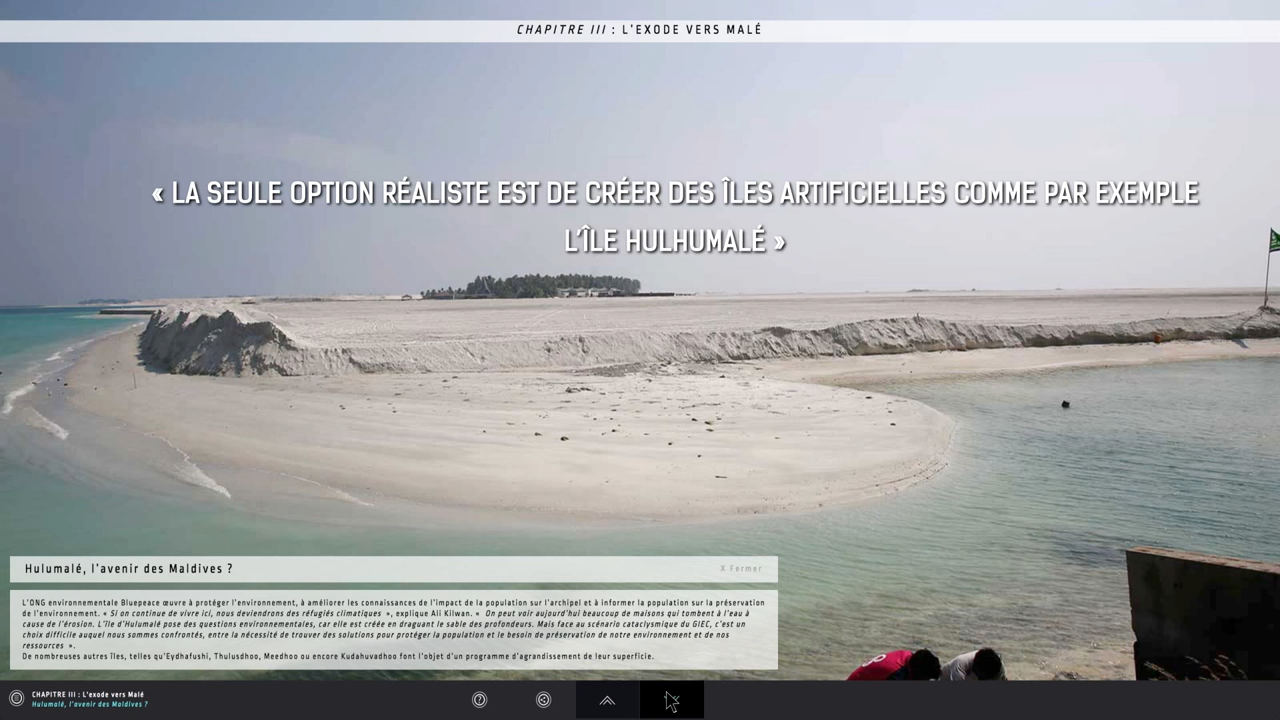 CHAPITRE III : L'EXODE VERS MALÉ
« LA SEULE OPTION RÉALISTE EST DE CRÉER DES ÎLES ARTIFICIELLES COMME PAR EXEMPLE
L'ÎLE HULHUMALÉ »
Hulumalé, l'avenir des Maldives ?
X Fermer
L'ONG environnementale Bluepeace œuvre à protéger l'environnement, à améliorer les connaissances de l'impact de la population sur l'archipel et à informer la population sur la préservation
de l'environnement. « Si on continue de vivre ici, nous deviendrons des réfugiés climatiques », explique Ali Kilwan. « On peut voir aujourd'hui beaucoup de maisons qui tombent à l'eau à
cause de l'érosion. L'île d'Hulumalé pose des questions environnementales, car elle est créée en draguant le sable des profondeurs. Mais face au scénario cataclysmique du GIEC, c'est un
choix difficile auquel nous sommes confrontés, entre la nécessité de trouver des solutions pour protéger la population et le besoin de préservation de notre environnement et de nos
ressources ».
De nombreuses autres îles, telles qu'Eydhafushi, Thulusdhoo, Meedhoo ou encore Kudahuvadhoo font l'objet d'un programme d'agrandissement de leur superficie.
CHAPITRE III : L'exode vers Malé
Hulumalé, l'avenir des Maldives ?
?